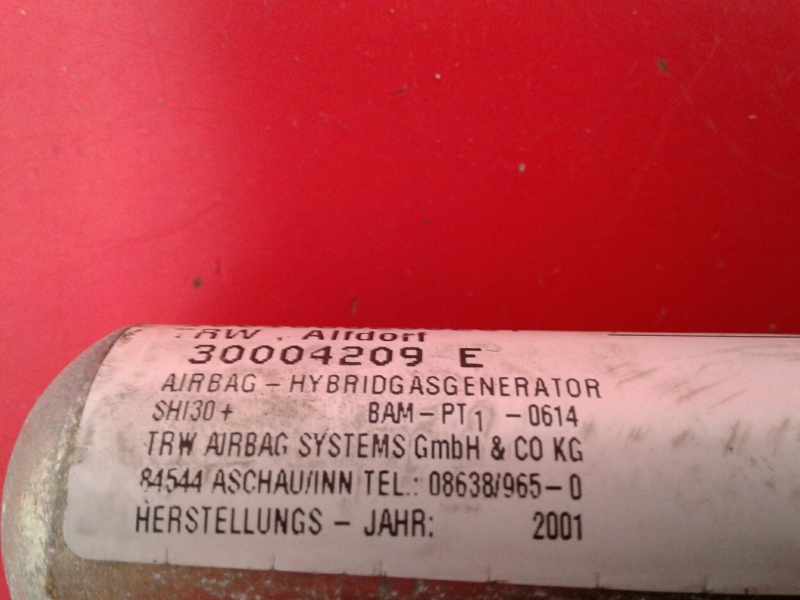 TRW . Alfdorf
30004209 E
AIRBAG - HYBRIDGASGENERATOR
SHI30+ BAM-PT1 -0614
TRW AIRBAG SYSTEMS GmbH & CO KG
84544 ASCHAU/INN TEL.: 08638/965-0
HERSTELLUNGS - JAHR: 2001